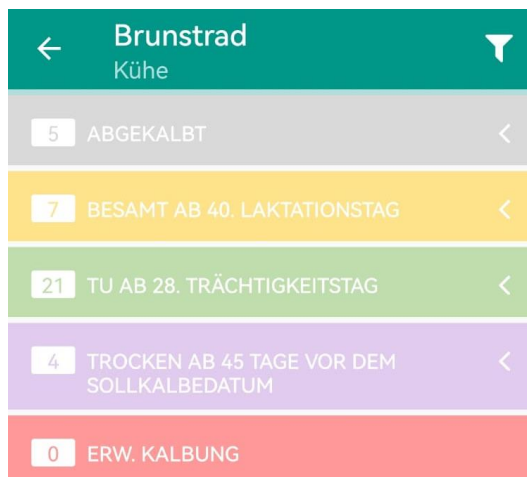 Brunstrad
Kühe
5 ABGEKALBT
7 BESAMT AB 40. LAKTATIONSTAG
21 TU AB 28. TRÄCHTIGKEITSTAG
4 TROCKEN AB 45 TAGE VOR DEM
SOLLKALBEDATUM
0 ERW. KALBUNG